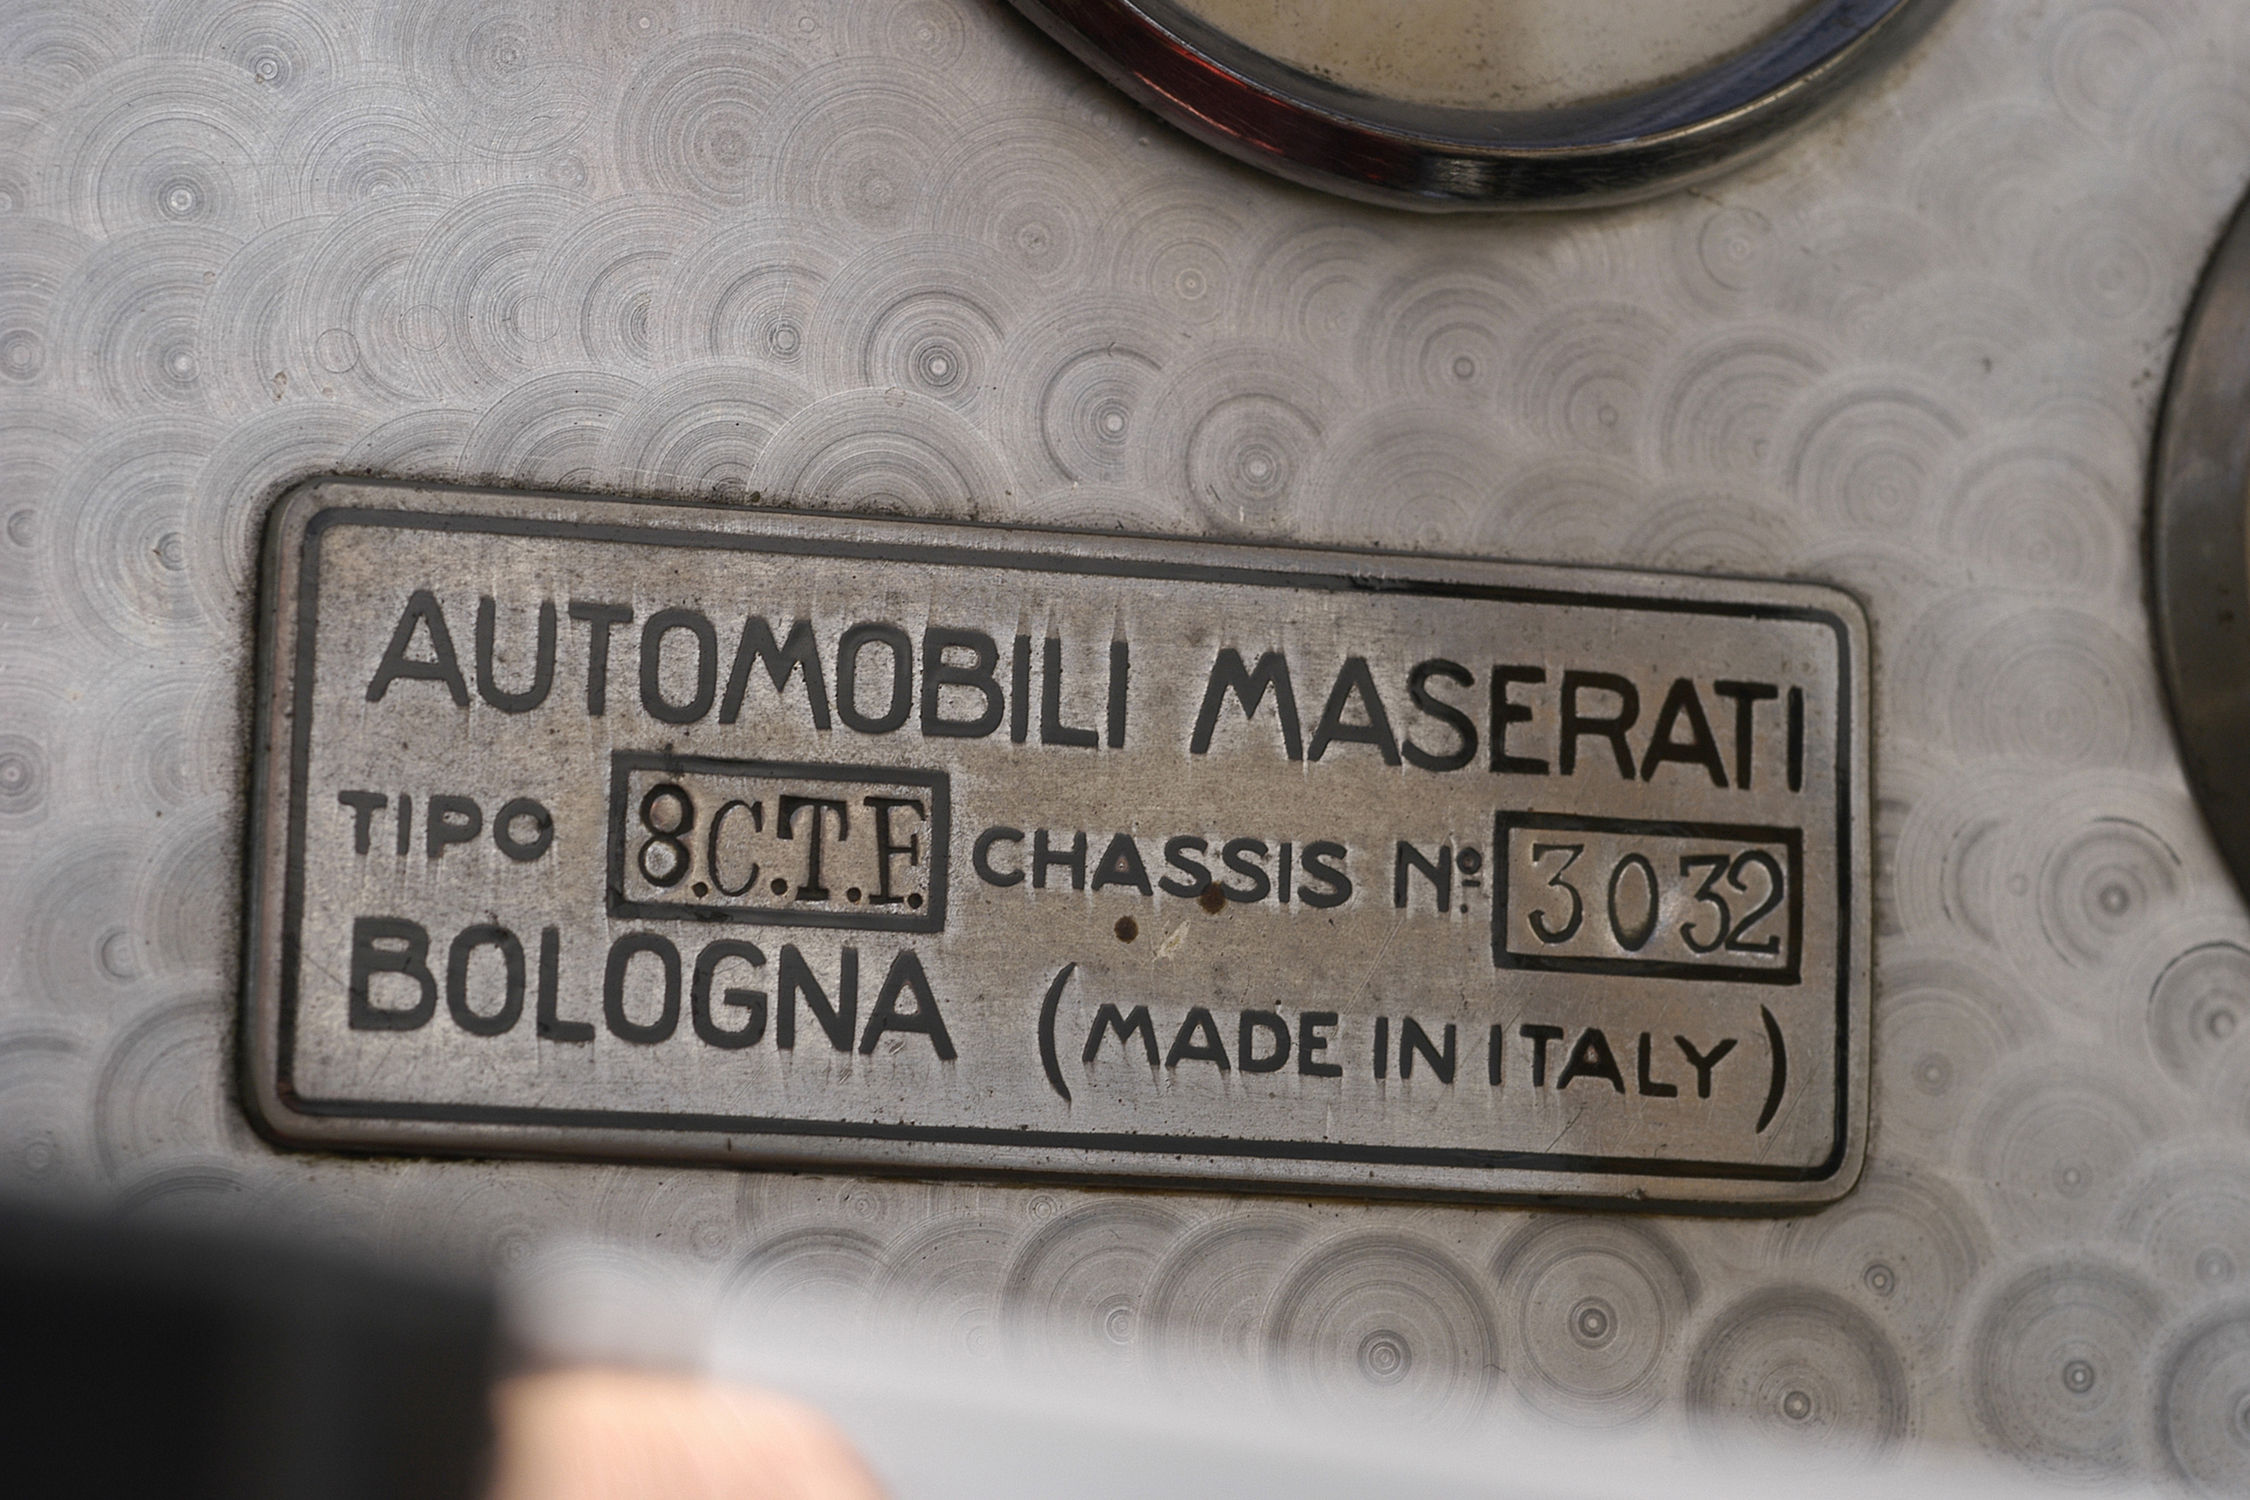 AUTOMOBILI MASERATI
TIPO 8.C.T.F. CHASSIS Nº 3032
BOLOGNA (MADE IN ITALY)